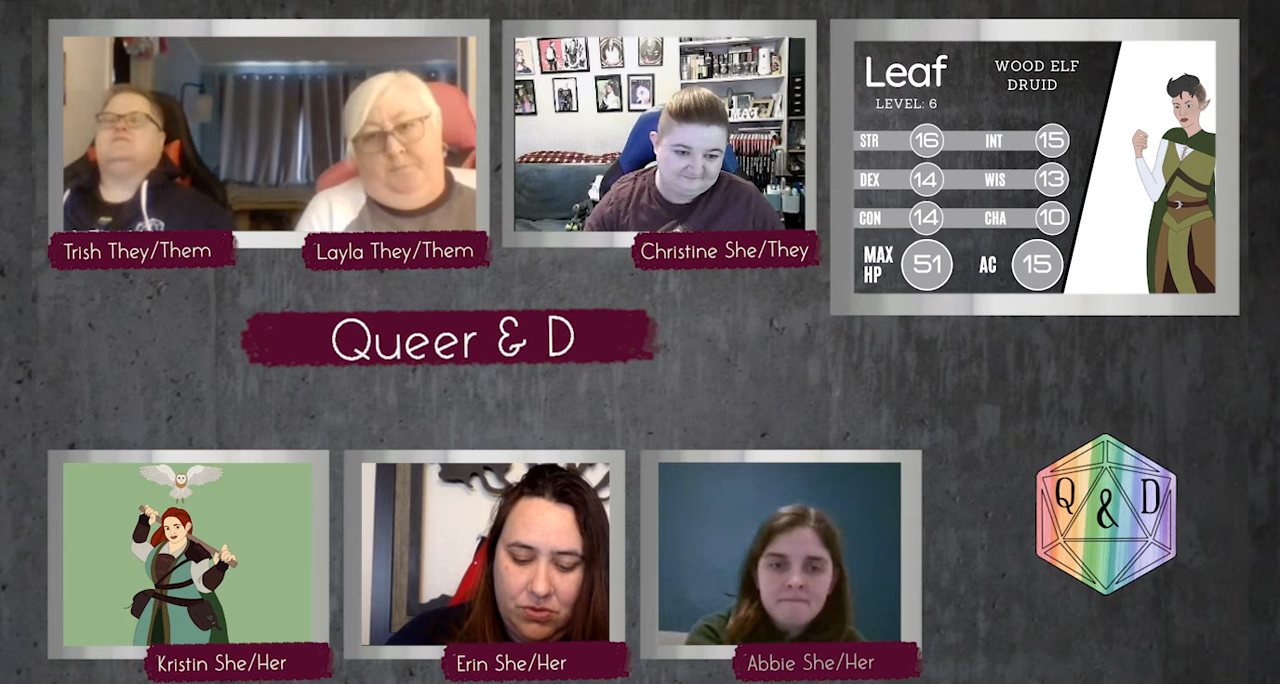 Trish They/Them
Layla They/Them
Christine She/They
Leaf
LEVEL: 6
WOOD ELF
DRUID
STR 16 INT 15
DEX 14 WIS 13
CON 14 CHA 10
MAX HP 51 AC 15
Queer & D
Q & D
Kristin She/Her
Erin She/Her
Abbie She/Her